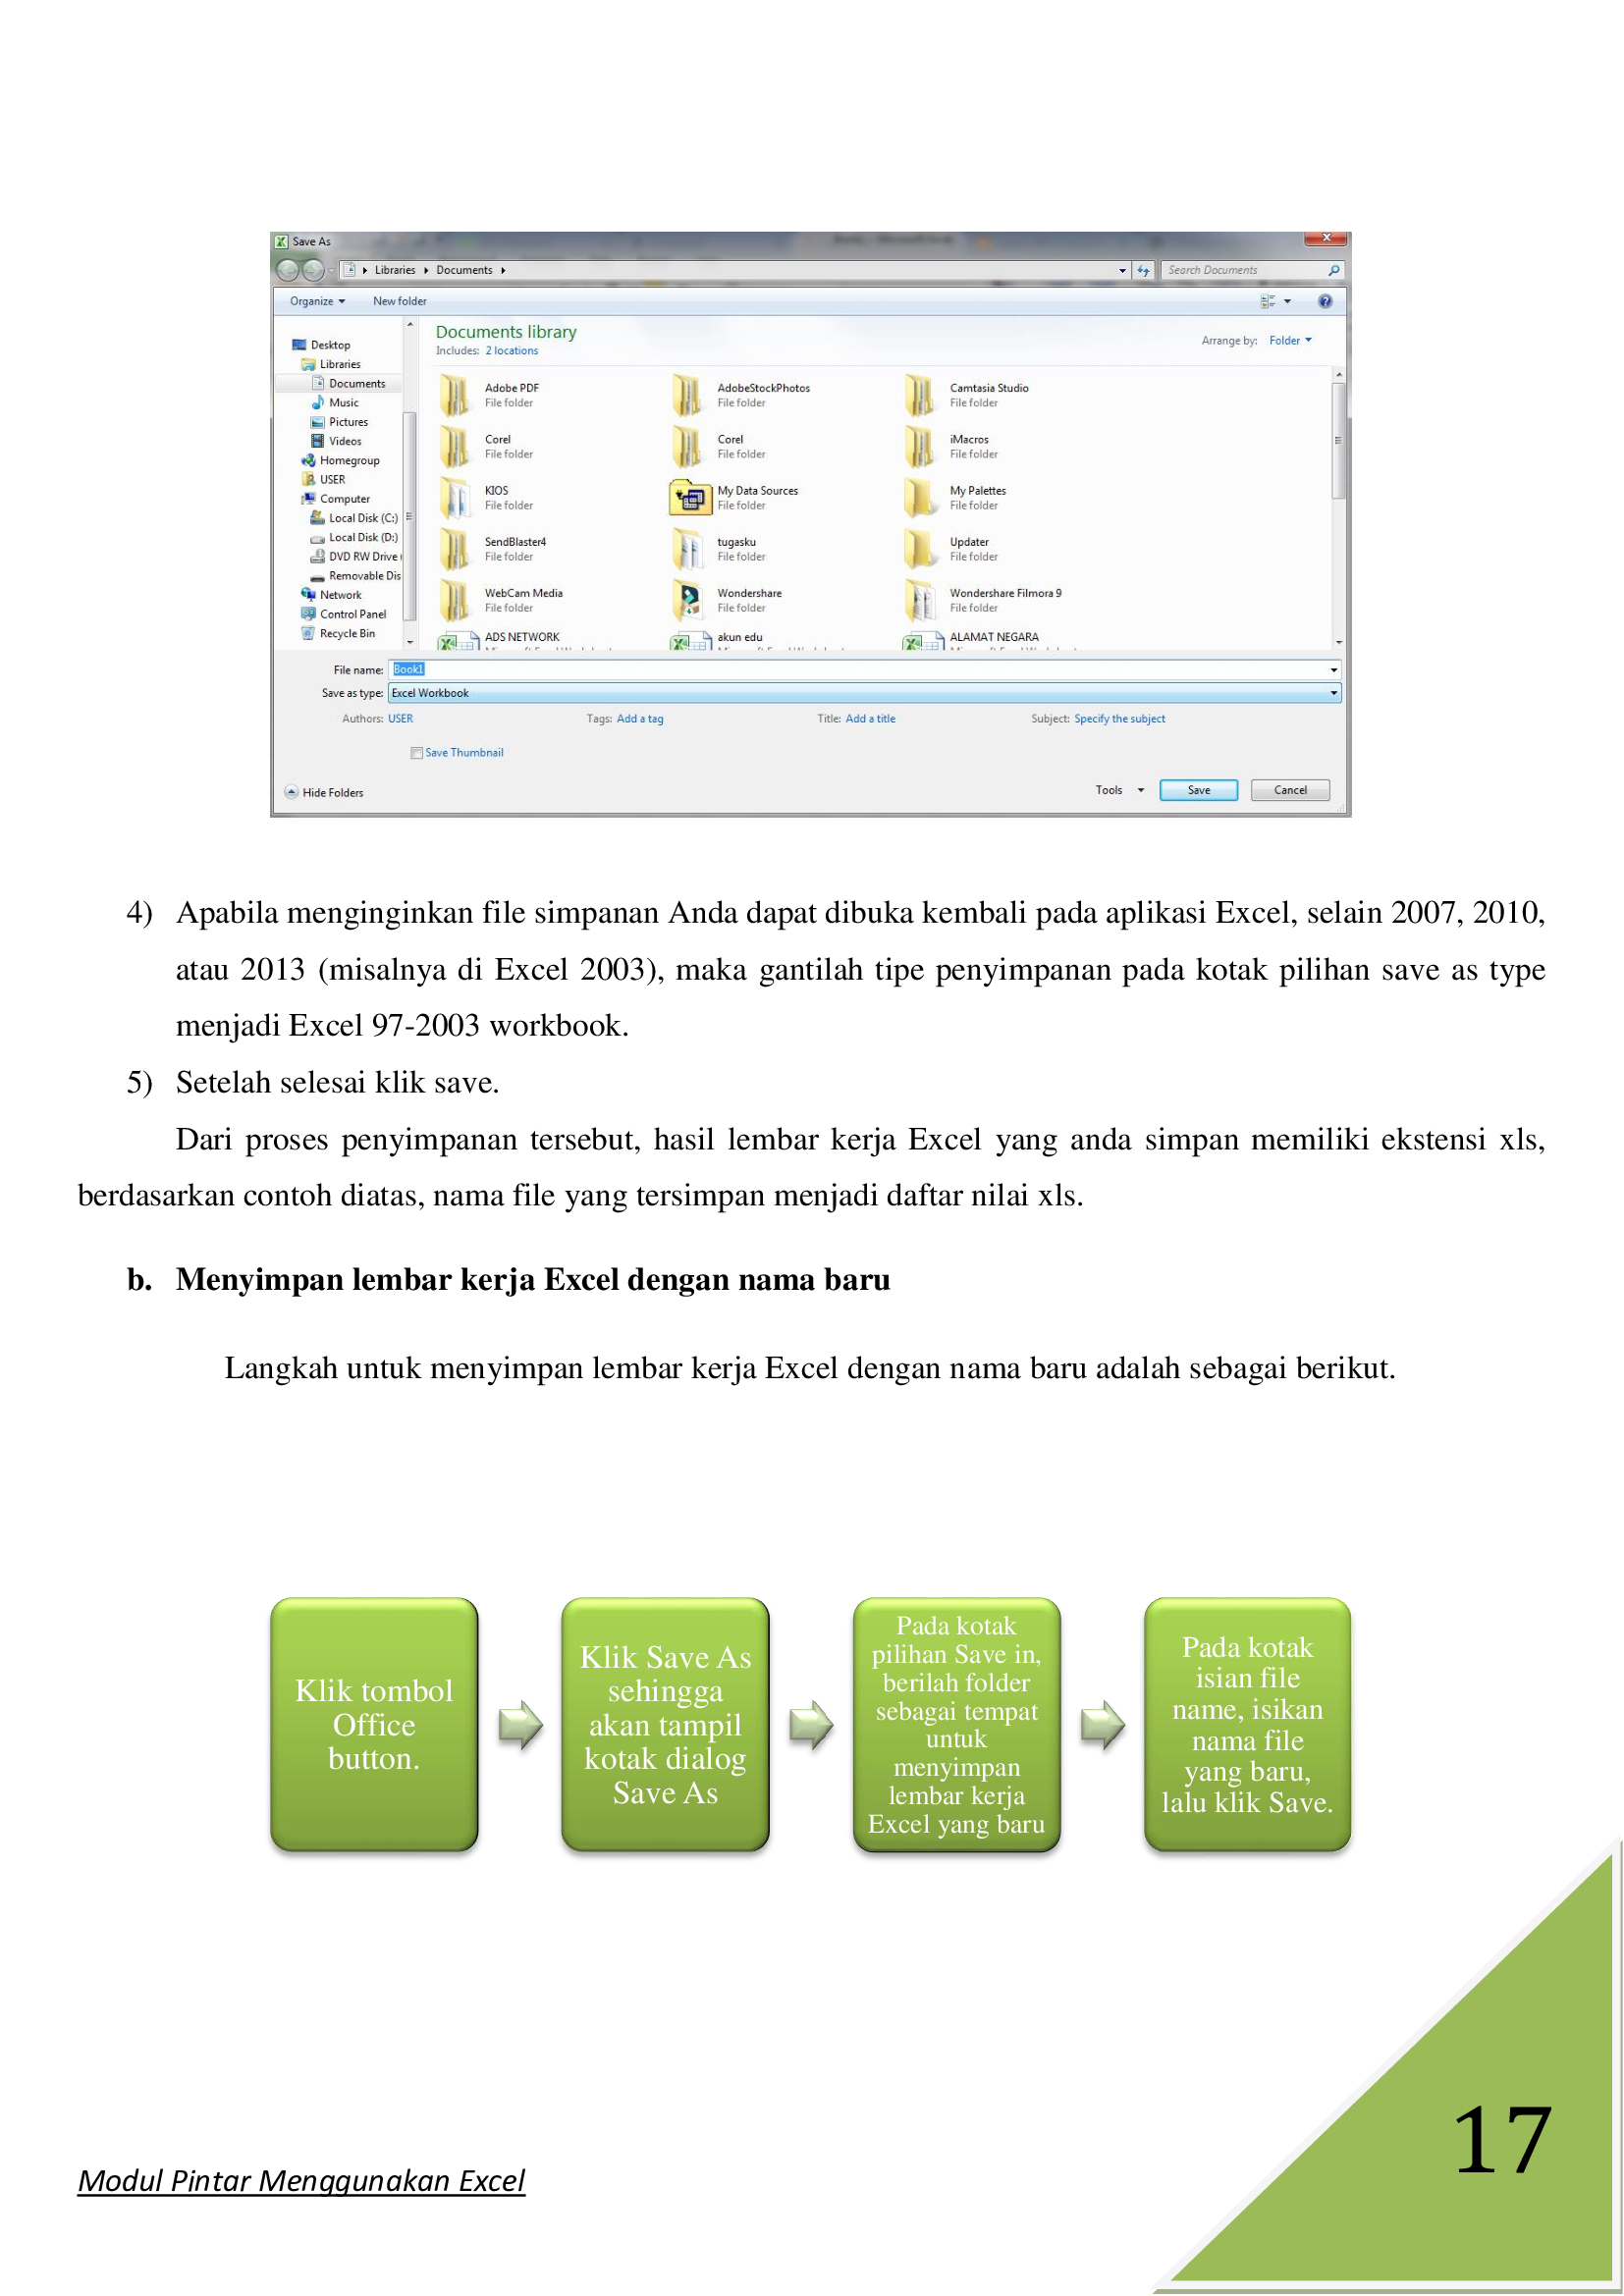 Save As
Libraries Documents
Search Documents
Organize New folder
Desktop
Libraries
Documents
Music
Pictures
Videos
Homegroup
USER
Computer
Local Disk (C:)
Local Disk (D:)
DVD RW Drive
Removable Dis
Network
Control Panel
Recycle Bin
Documents library
Includes: 2 locations
Arrange by: Folder
Adobe PDF
File folder
AdobeStockPhotos
File folder
Camtasia Studio
File folder
Corel
File folder
Corel
File folder
iMacros
File folder
KIOS
File folder
My Data Sources
File folder
My Palettes
File folder
SendBlaster4
File folder
tugasku
File folder
Updater
File folder
WebCam Media
File folder
Wondershare
File folder
Wondershare Filmora 9
File folder
ADS NETWORK
akun edu
ALAMAT NEGARA
File name: Book1
Save as type: Excel Workbook
Authors: USER Tags: Add a tag Title: Add a title Subject: Specify the subject
Save Thumbnail
Hide Folders Tools Save Cancel
4) Apabila menginginkan file simpanan Anda dapat dibuka kembali pada aplikasi Excel, selain 2007, 2010,
atau 2013 (misalnya di Excel 2003), maka gantilah tipe penyimpanan pada kotak pilihan save as type
menjadi Excel 97-2003 workbook.
5) Setelah selesai klik save.
Dari proses penyimpanan tersebut, hasil lembar kerja Excel yang anda simpan memiliki ekstensi xls,
berdasarkan contoh diatas, nama file yang tersimpan menjadi daftar nilai xls.
b. Menyimpan lembar kerja Excel dengan nama baru
Langkah untuk menyimpan lembar kerja Excel dengan nama baru adalah sebagai berikut.
Klik tombol
Office
button.
Klik Save As
sehingga
akan tampil
kotak dialog
Save As
Pada kotak
pilihan Save in,
berilah folder
sebagai tempat
untuk
menyimpan
lembar kerja
Excel yang baru
Pada kotak
isian file
name, isikan
nama file
yang baru,
lalu klik Save.
17
Modul Pintar Menggunakan Excel